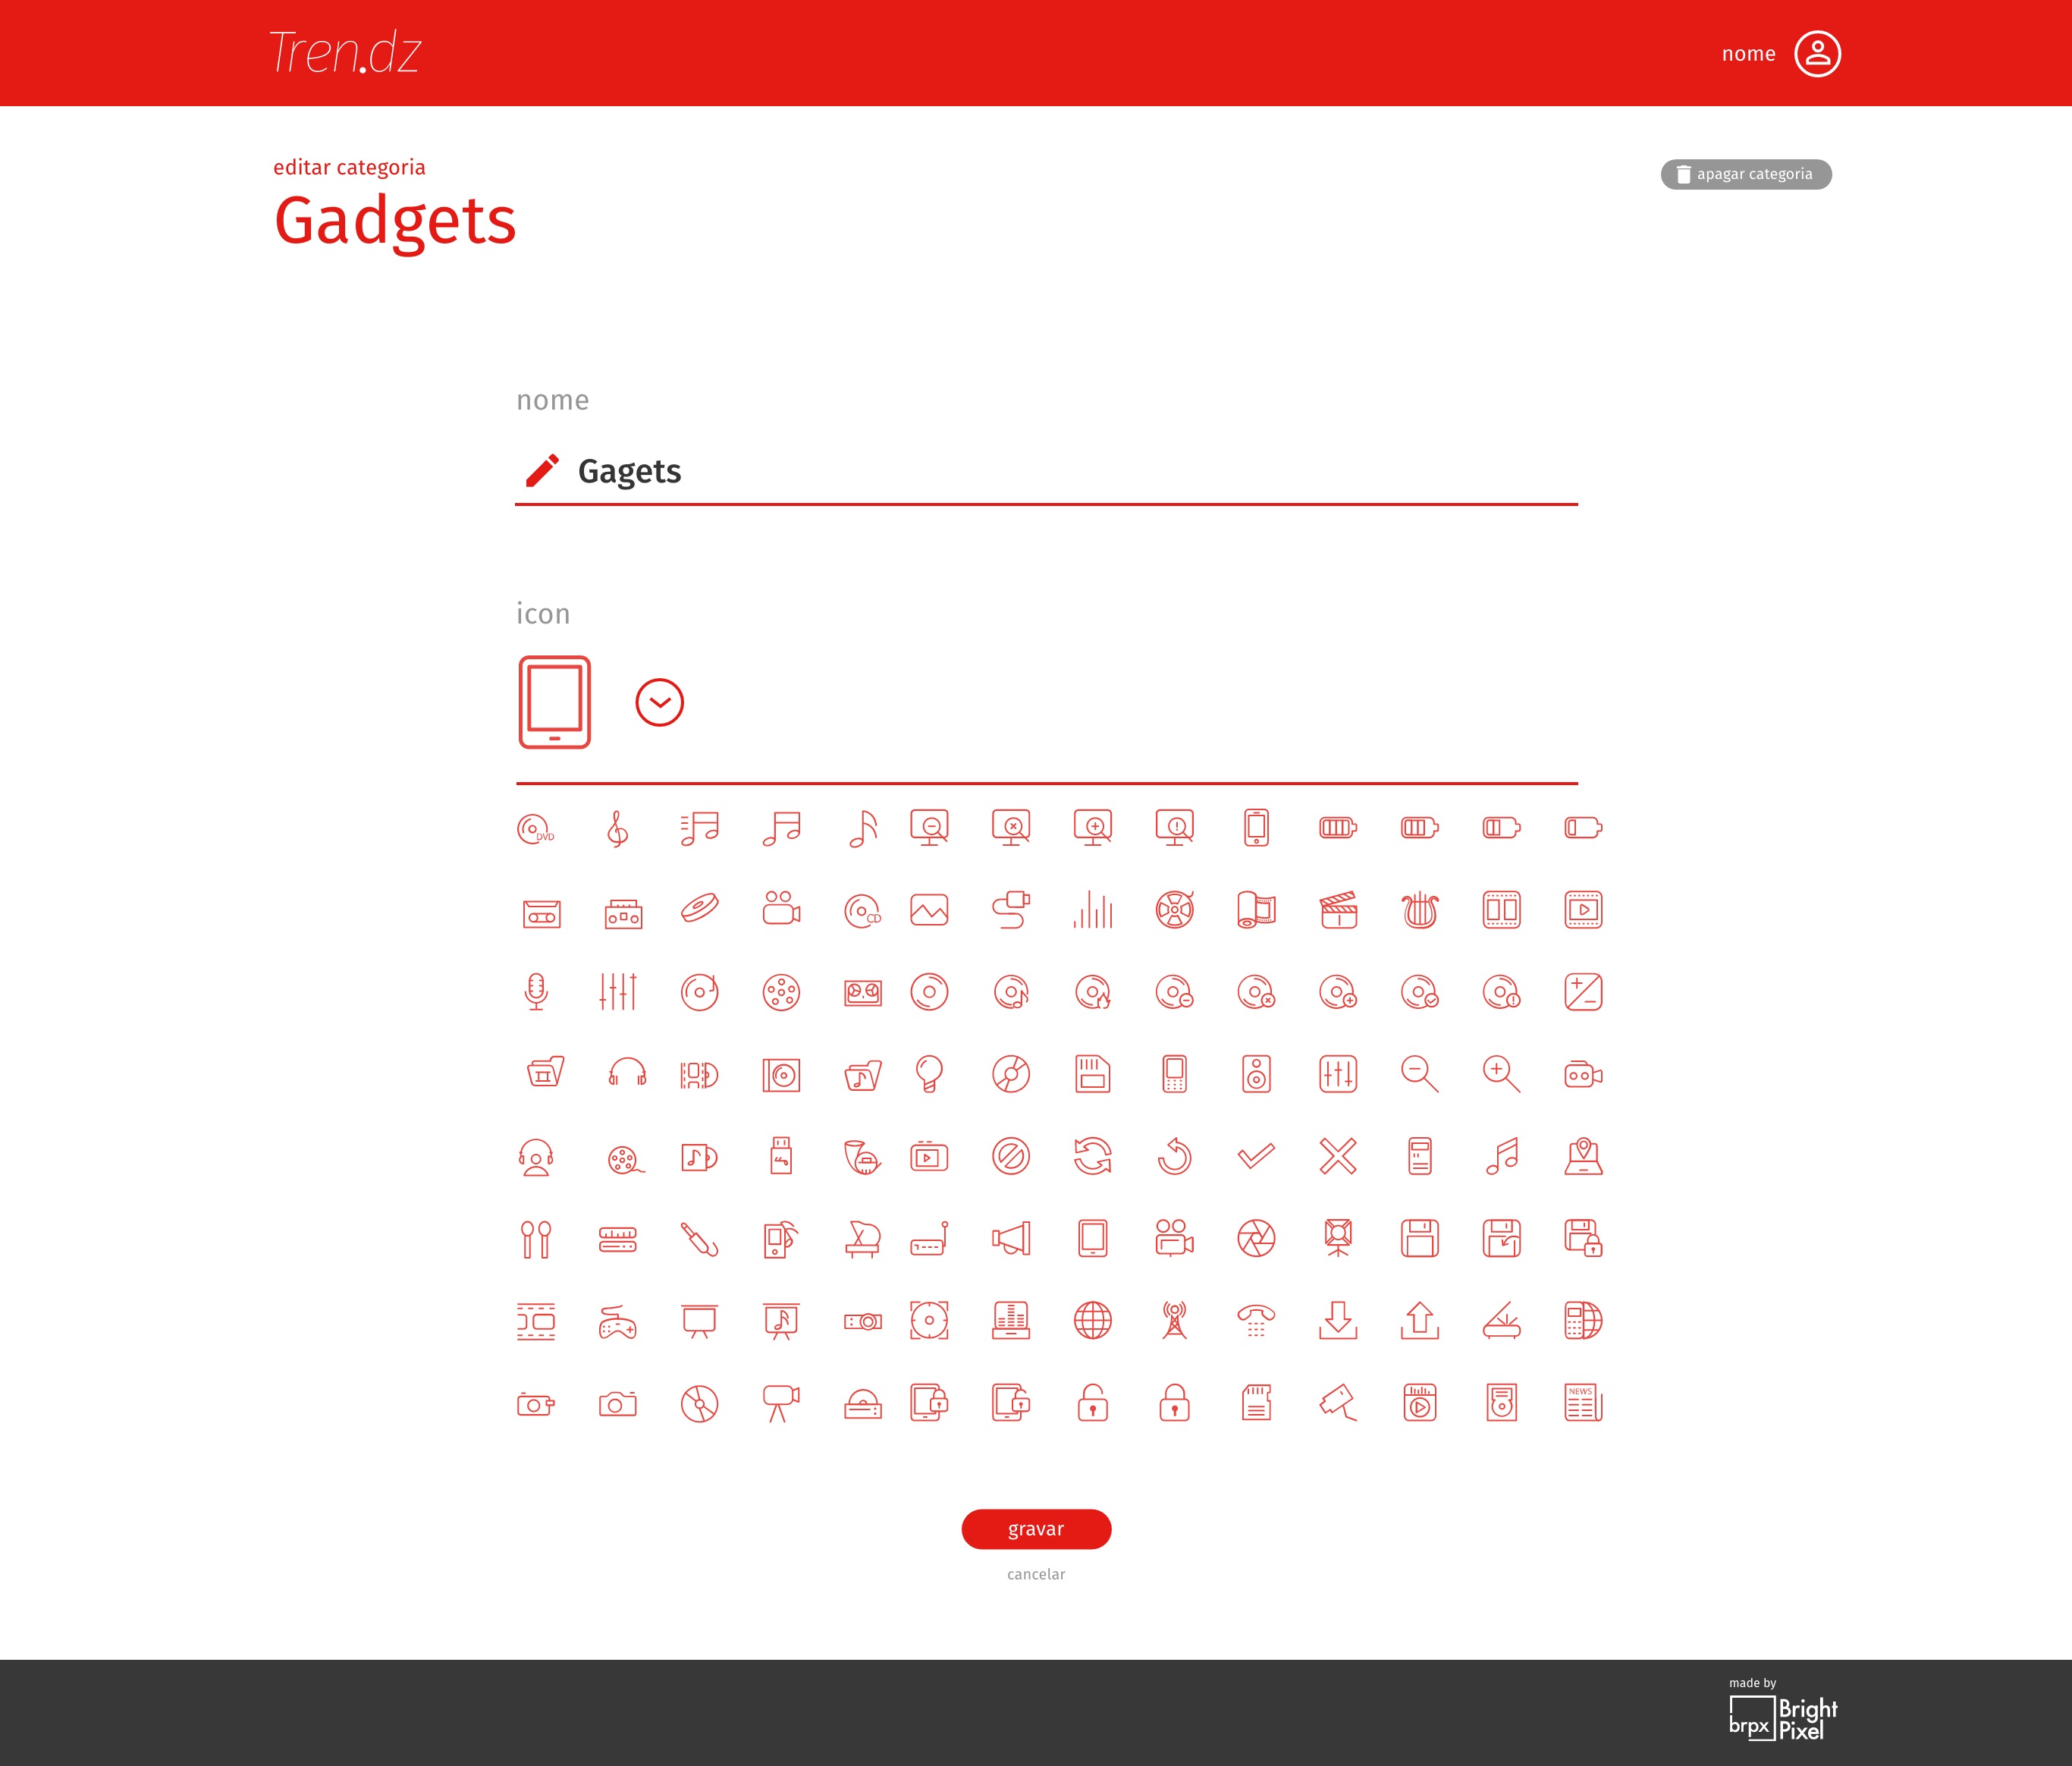 Tren.dz
nome
editar categoria
apagar categoria
Gadgets
nome
Gagets
icon
DVD
CD
NEWS
gravar
cancelar
made by
brpx
Bright
Pixel